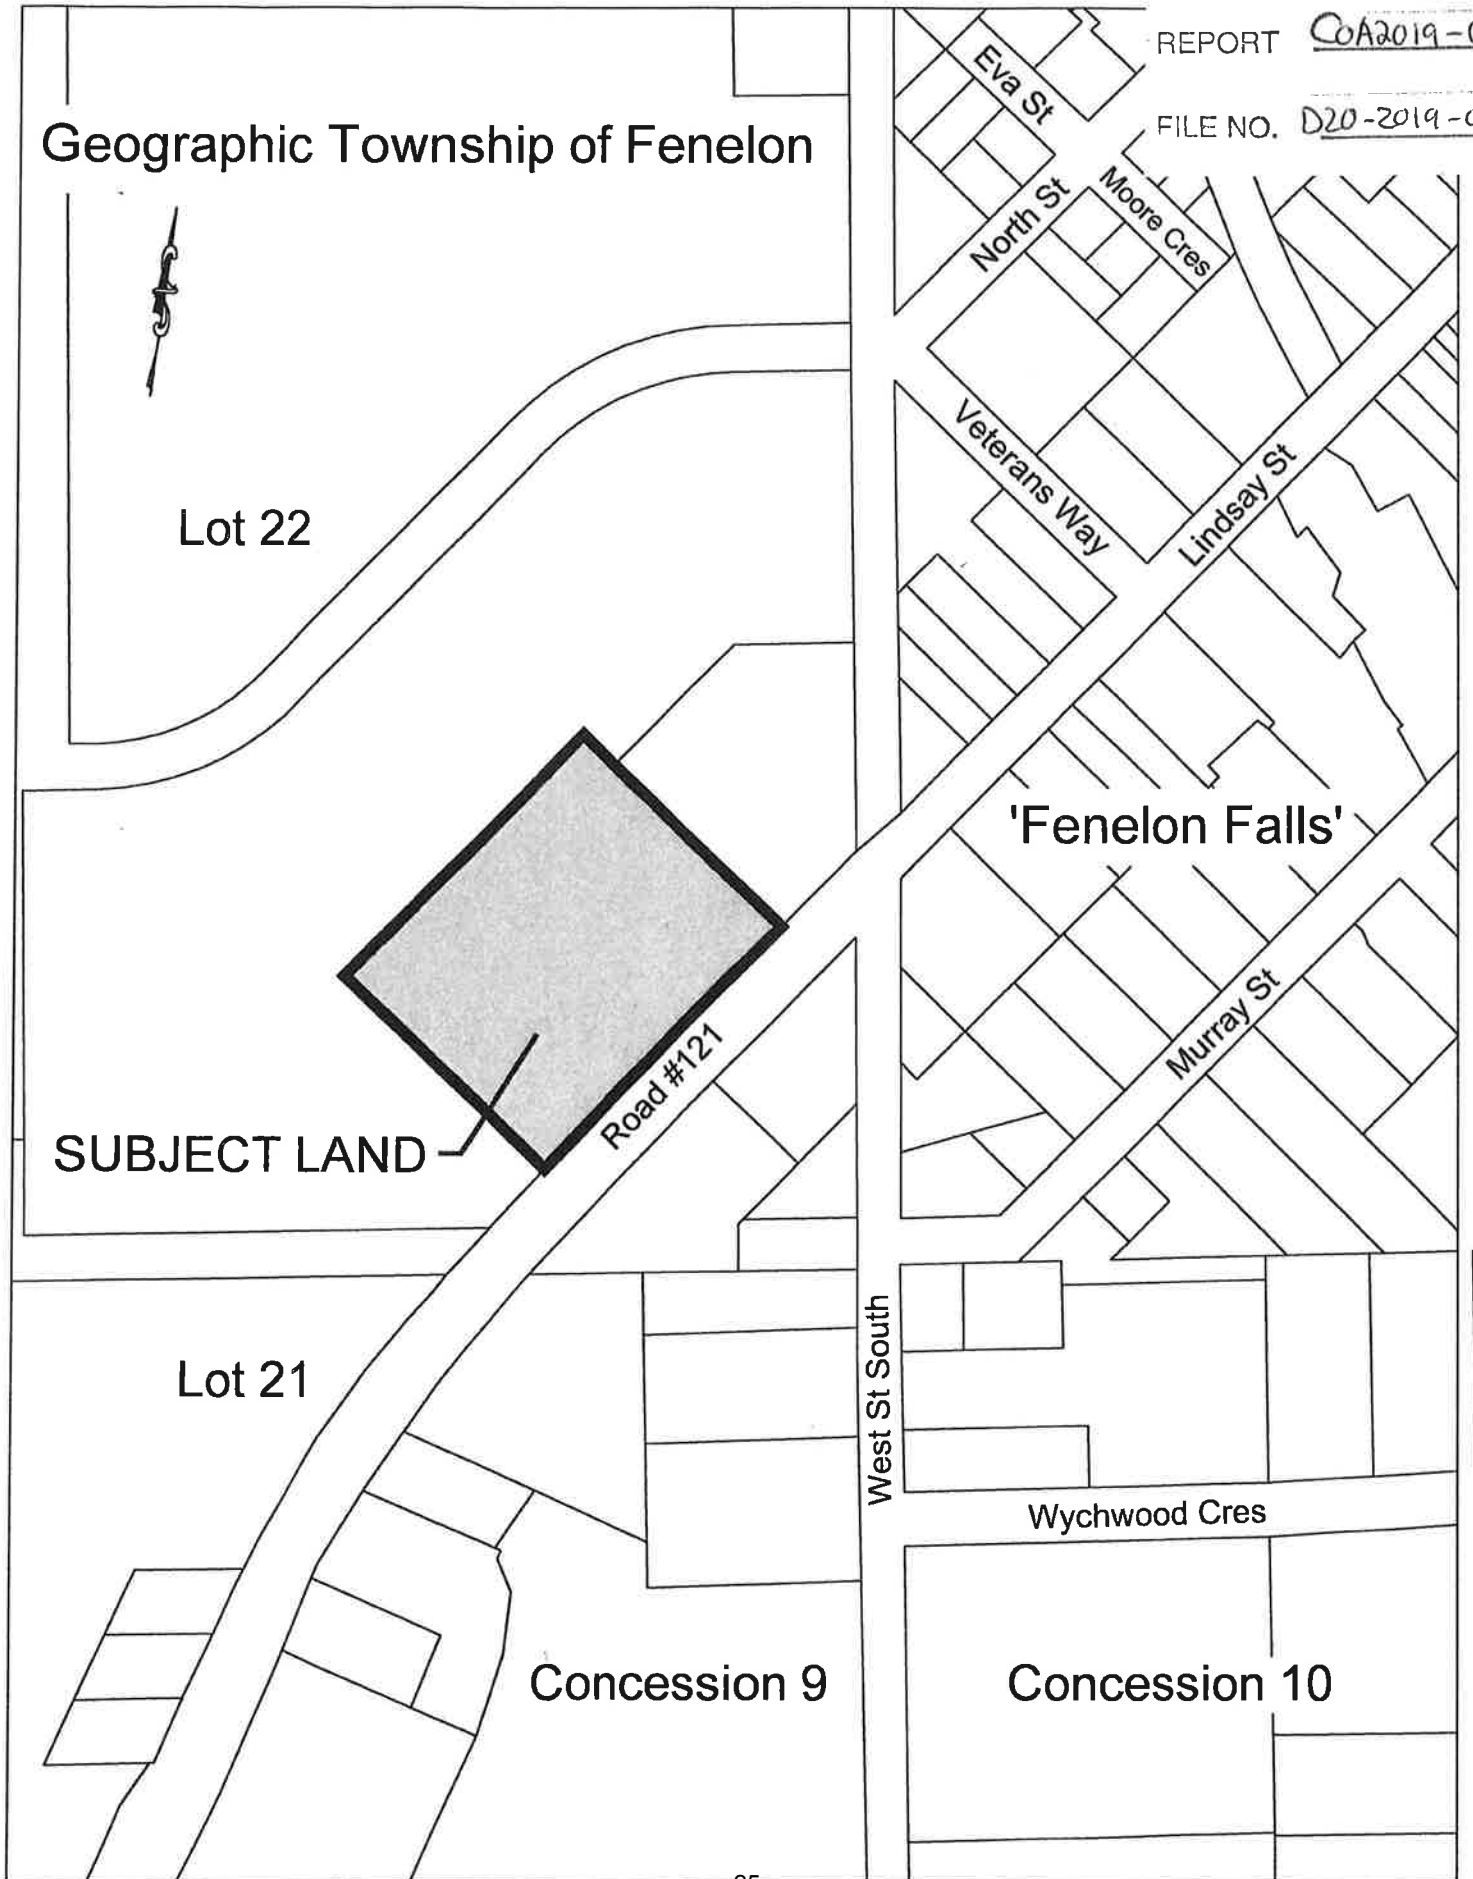 REPORT COA2019-0
FILE NO. D20-2019-0
Geographic Township of Fenelon
Eva St
North St
Moore Cres
Veterans Way
Lindsay St
Lot 22
'Fenelon Falls'
Murray St
Road #121
SUBJECT LAND
Lot 21
West St South
Wychwood Cres
Concession 9
Concession 10